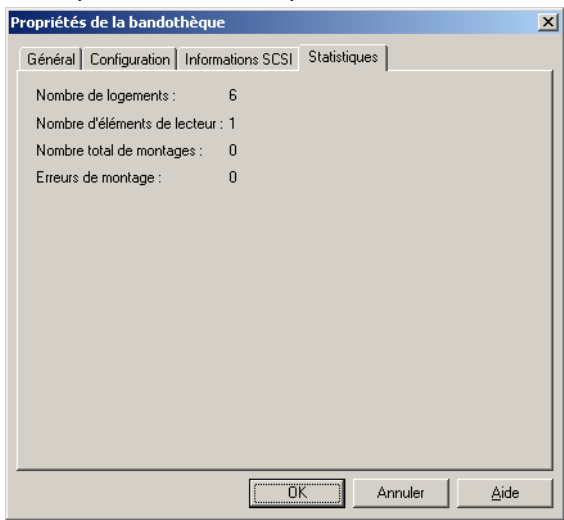 Propriétés de la bandothèque
Général Configuration Informations SCSI Statistiques
Nombre de logements : 6
Nombre d'éléments de lecteur : 1
Nombre total de montages : 0
Erreurs de montage : 0
OK Annuler Aide